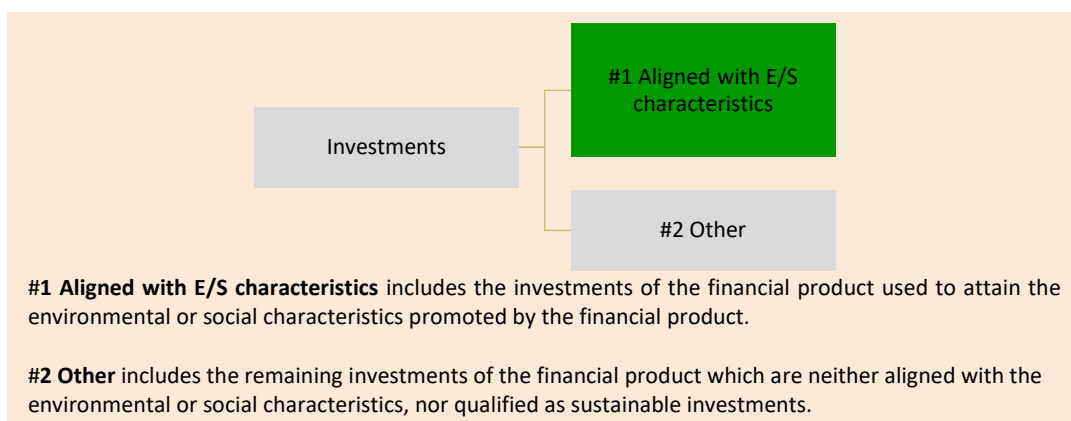 #1 Aligned with E/S
characteristics
Investments
#2 Other
#1 Aligned with E/S characteristics includes the investments of the financial product used to attain the
environmental or social characteristics promoted by the financial product.
#2 Other includes the remaining investments of the financial product which are neither aligned with the
environmental or social characteristics, nor qualified as sustainable investments.